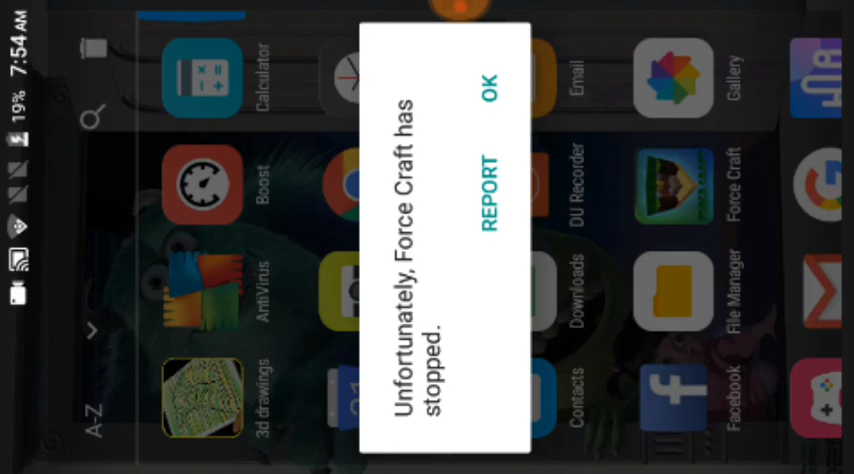 19% 7:54 AM
A-Z
3d drawings
AntiVirus
Boost
Calculator
31
Unfortunately, Force Craft has
stopped.
REPORT OK
Contacts
Downloads
DU Recorder
Email
Facebook
File Manager
Force Craft
Gallery